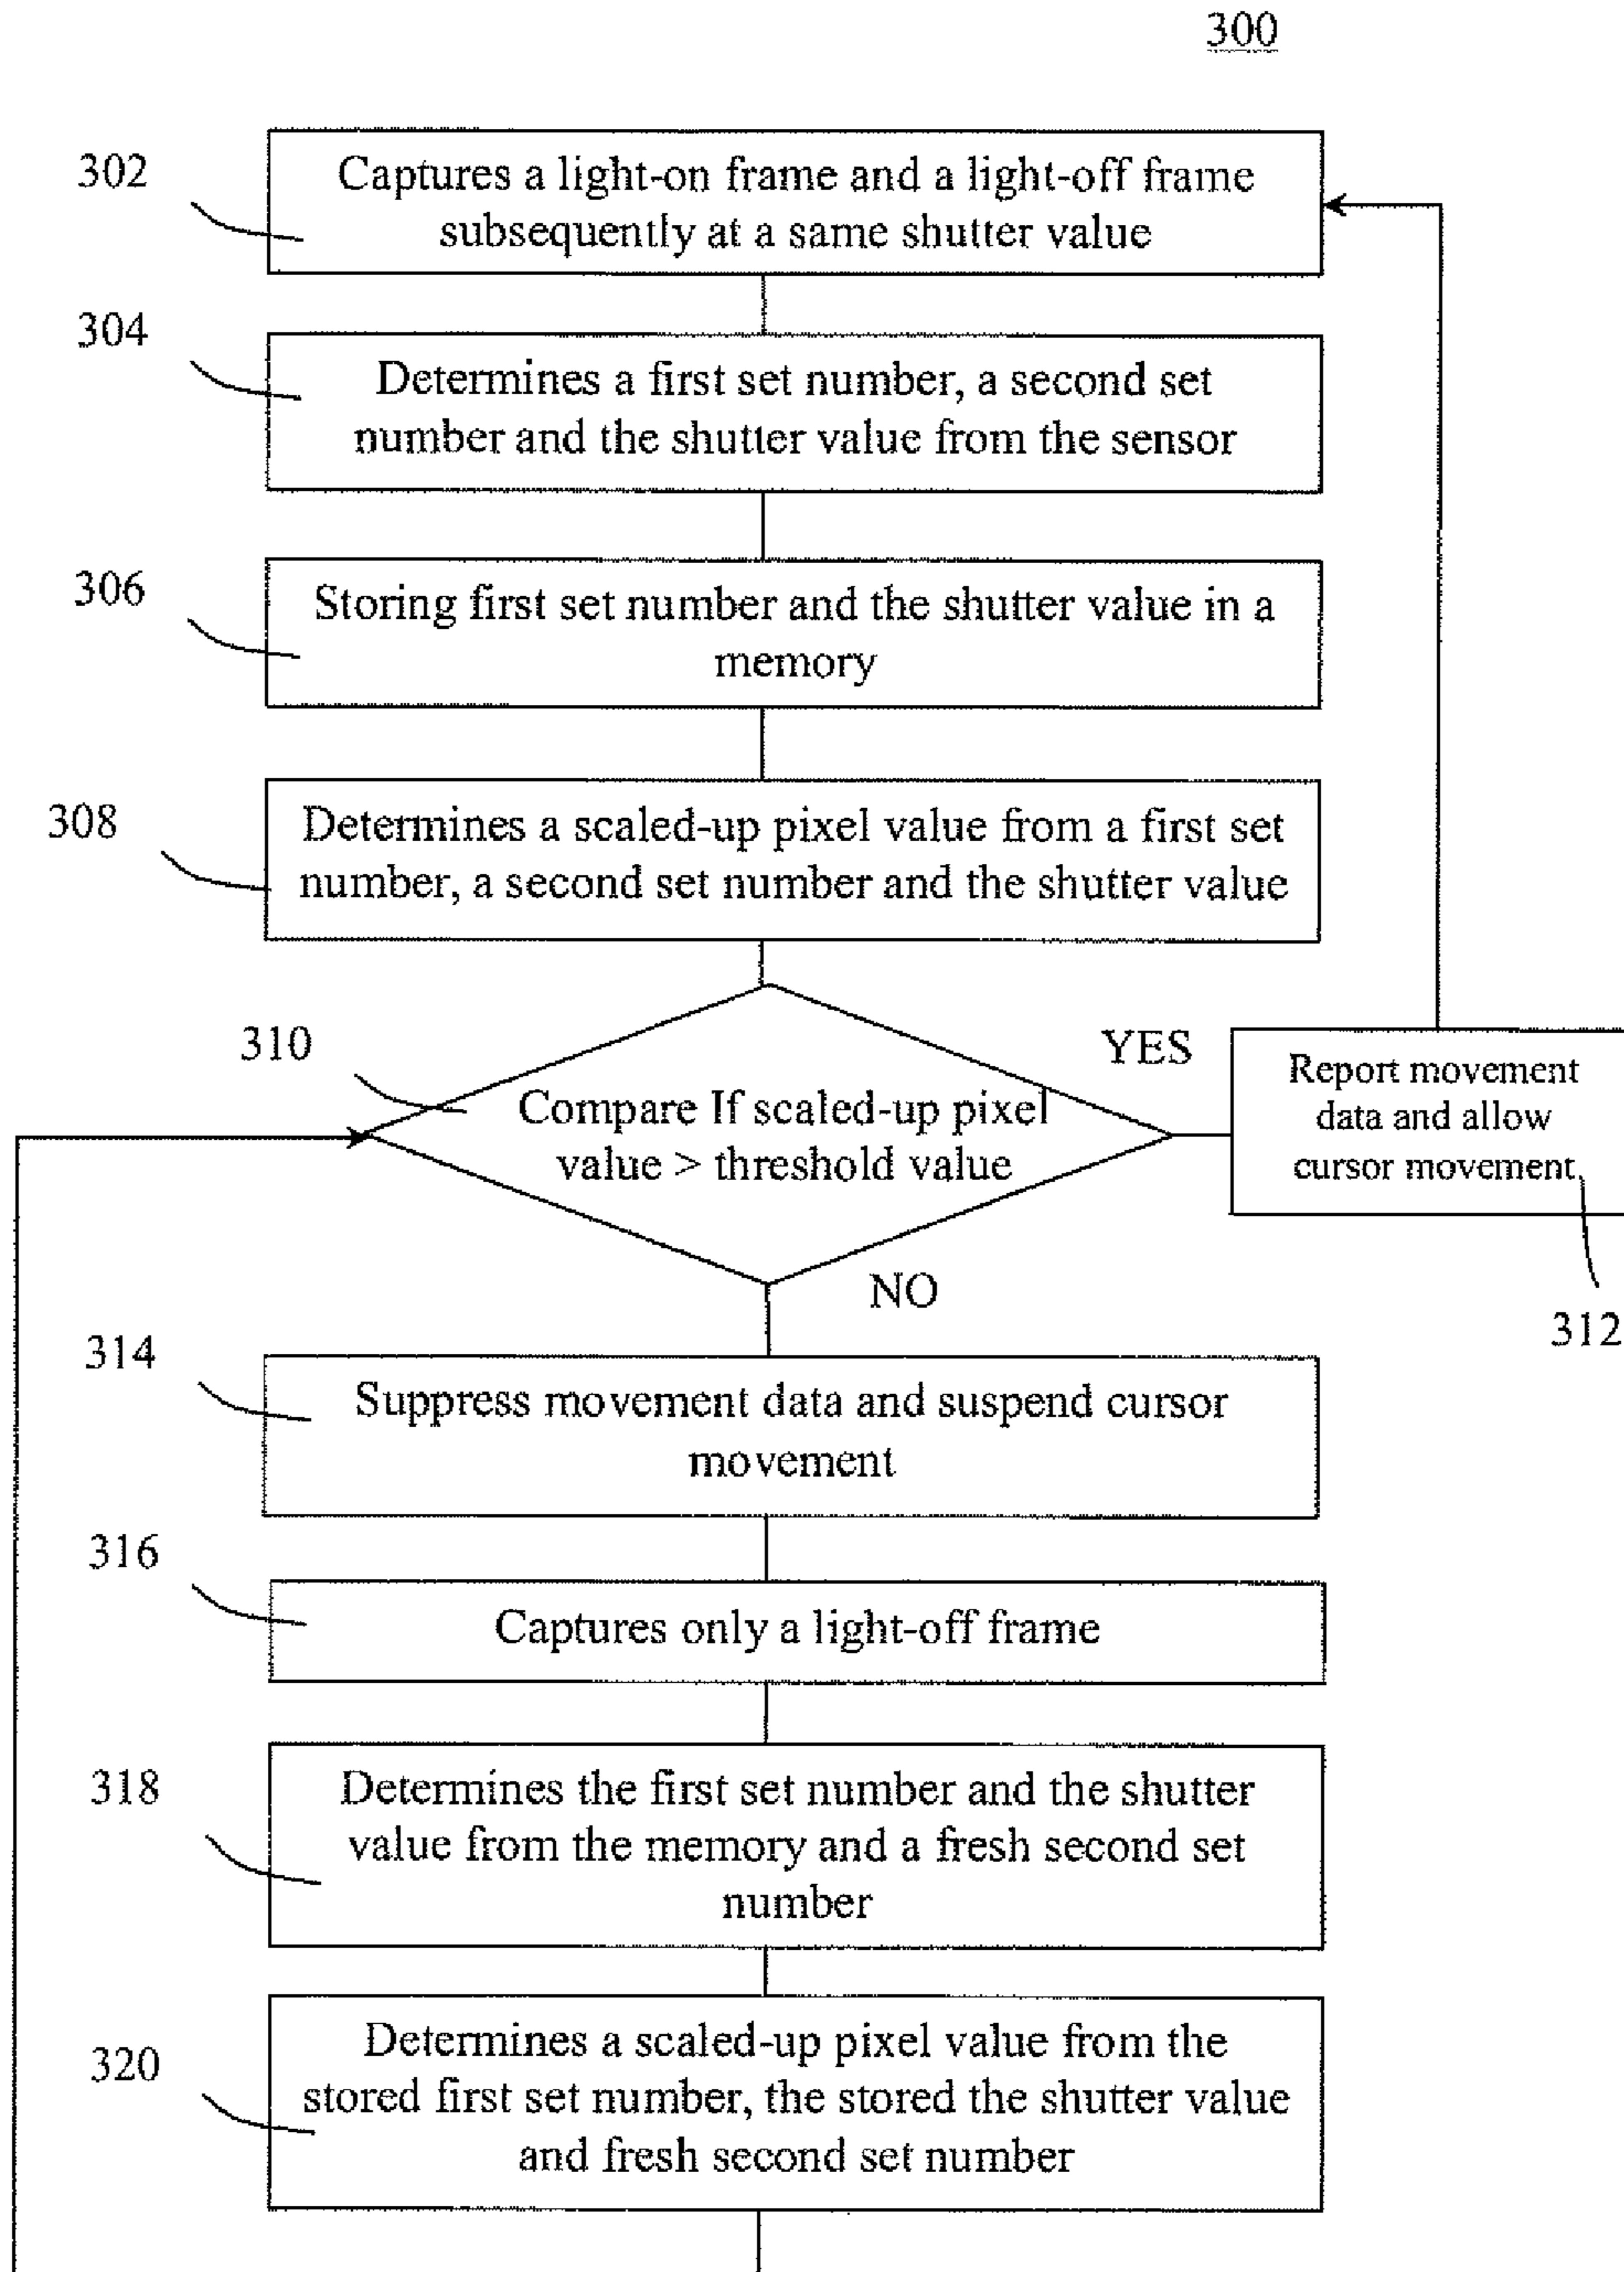 300
302
Captures a light-on frame and a light-off frame
subsequently at a same shutter value
304
Determines a first set number, a second set
number and the shutter value from the sensor
306
Storing first set number and the shutter value in a
memory
308
Determines a scaled-up pixel value from a first set
number, a second set number and the shutter value
310
Compare If scaled-up pixel
value > threshold value
YES
Report movement
data and allow
cursor movement
312
NO
314
Suppress movement data and suspend cursor
movement
316
Captures only a light-off frame
318
Determines the first set number and the shutter
value from the memory and a fresh second set
number
320
Determines a scaled-up pixel value from the
stored first set number, the stored the shutter value
and fresh second set number